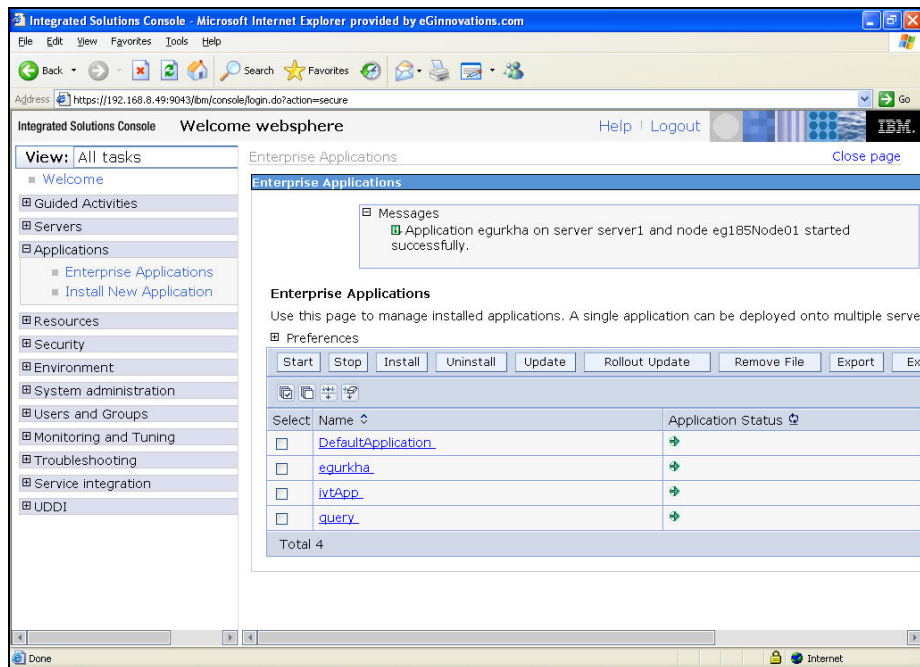 Integrated Solutions Console - Microsoft Internet Explorer provided by eGinnovations.com
File Edit View Favorites Tools Help
Back Search Favorites
Address https://192.168.8.49:9043/ibm/console/login.do?action=secure Go
Integrated Solutions Console Welcome websphere Help Logout IBM.
View: All tasks
Welcome
Guided Activities
Servers
Applications
Enterprise Applications
Install New Application
Resources
Security
Environment
System administration
Users and Groups
Monitoring and Tuning
Troubleshooting
Service integration
UDDI
Enterprise Applications Close page
Enterprise Applications
Messages
Application egurkha on server server1 and node eg185Node01 started
successfully.
Enterprise Applications
Use this page to manage installed applications. A single application can be deployed onto multiple serve
Preferences
Start Stop Install Uninstall Update Rollout Update Remove File Export Ex
Select Name Application Status
DefaultApplication
egurkha
ivtApp
query
Total 4
Done Internet